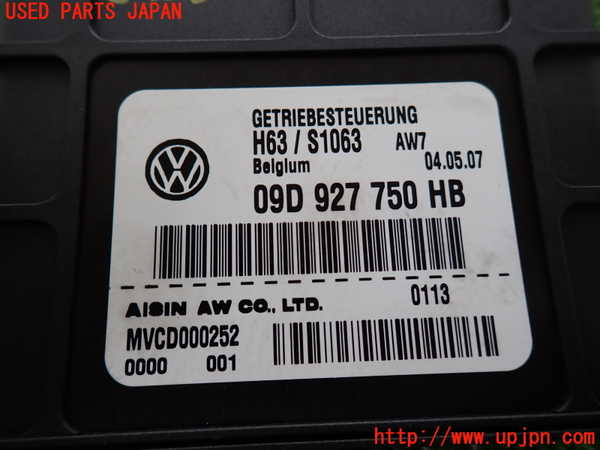 USED PARTS JAPAN
GETRIEBESTEUERUNG
H63 / S1063 AW7
Belgium 04.05.07
09D 927 750 HB
AISIN AW CO., LTD. 0113
MVCD000252
0000 001
http://www.upjpn.com/